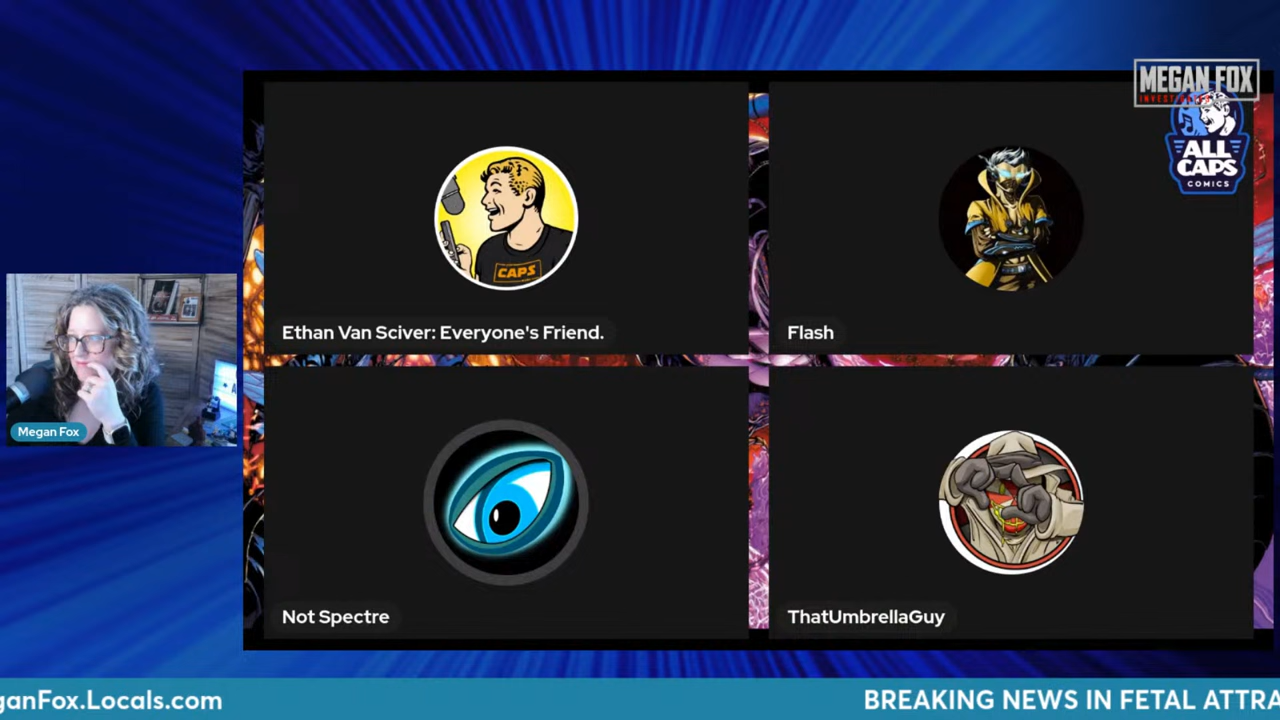 MEGAN FOX
INVESTIGATES
ALL
CAPS
COMICS
CAPS
Ethan Van Sciver: Everyone's Friend.
Flash
Megan Fox
Not Spectre
ThatUmbrellaGuy
ganFox.Locals.com
BREAKING NEWS IN FETAL ATTRA